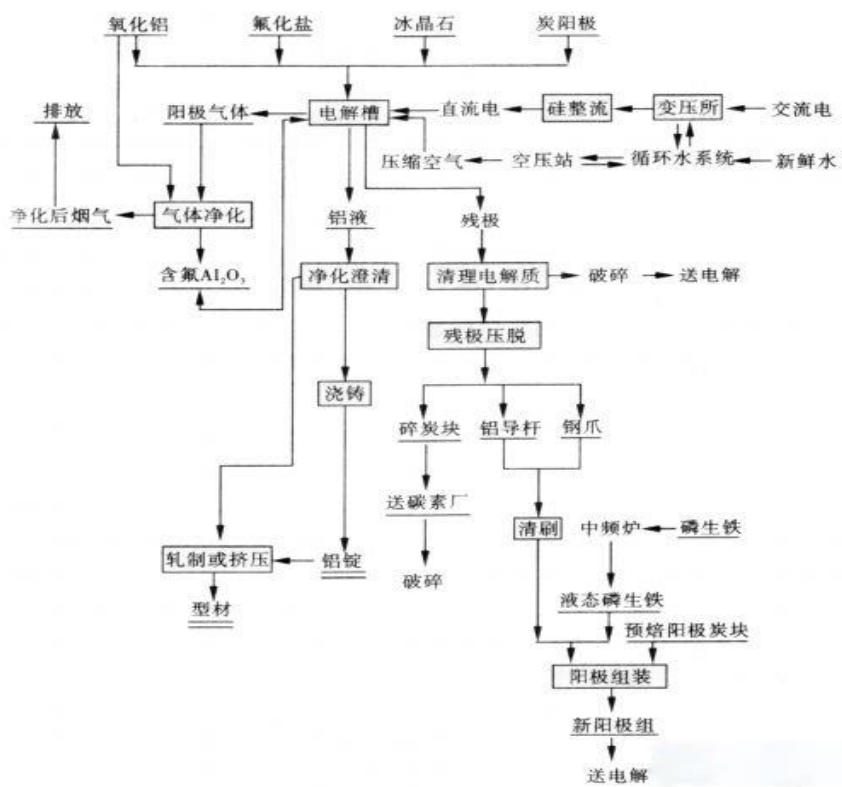 氧化铝
氟化盐
冰晶石
炭阳极
排放
阳极气体
电解槽
直流电
硅整流
变压所
交流电
压缩空气
空压站
循环水系统
新鲜水
净化后烟气
气体净化
铝液
残极
含氟Al₂O₃
净化澄清
清理电解质
破碎
送电解
残极压脱
浇铸
碎炭块
铝导杆
钢爪
送碳素厂
清刷
中频炉
磷生铁
轧制或挤压
铝锭
破碎
型材
液态磷生铁
预焙阳极炭块
阳极组装
新阳极组
送电解